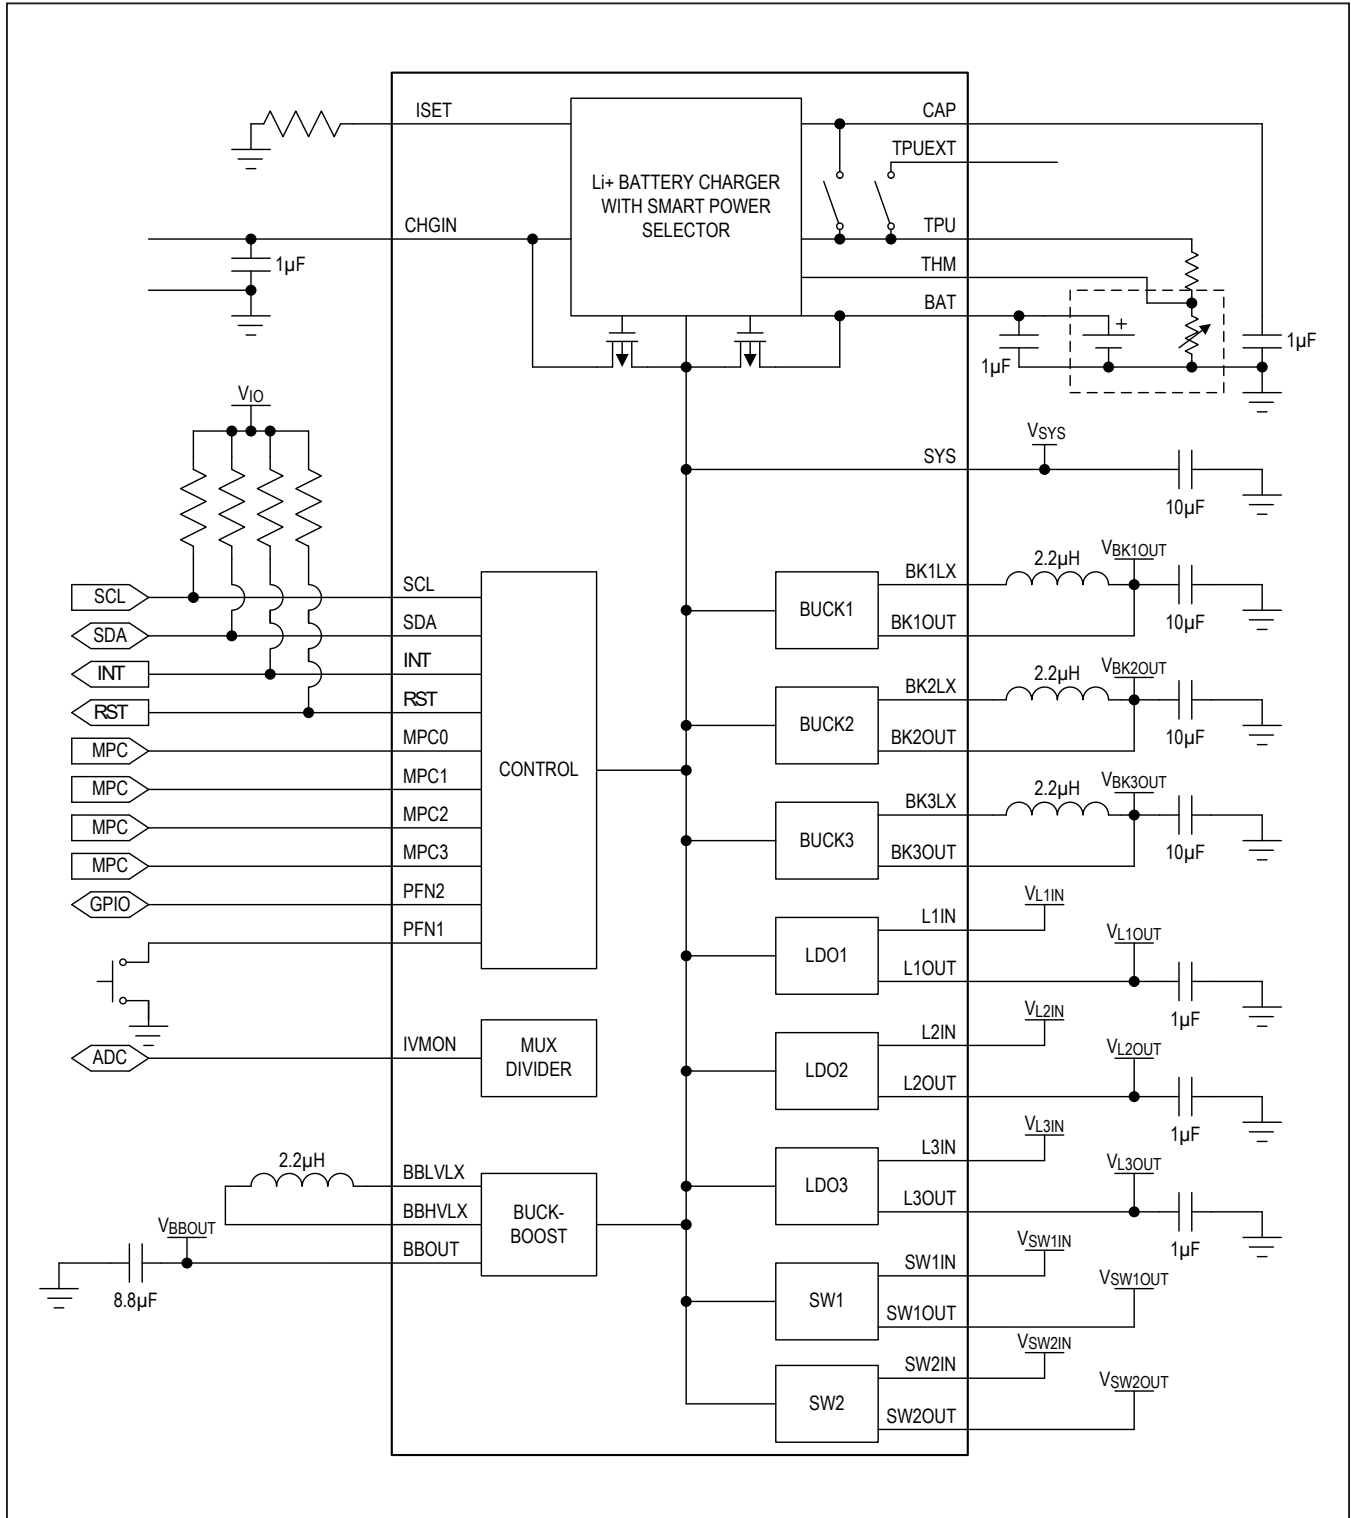 ISET
CAP
TPUEXT
Li+ BATTERY CHARGER
WITH SMART POWER
SELECTOR
CHGIN
TPU
1µF
THM
BAT
+
1µF
1µF
VIO
VSYS
SYS
10µF
SCL
SCL
SDA
SDA
INT
INT
RST
RST
MPC
MPC0
MPC
MPC1
MPC
MPC2
MPC
MPC3
GPIO
PFN2
PFN1
CONTROL
BUCK1
BK1LX
BK1OUT
2.2µH
VBK1OUT
10µF
BUCK2
BK2LX
BK2OUT
2.2µH
VBK2OUT
10µF
BUCK3
BK3LX
BK3OUT
2.2µH
VBK3OUT
10µF
LDO1
L1IN
VL1IN
L1OUT
VL1OUT
1µF
ADC
IVMON
MUX
DIVIDER
LDO2
L2IN
VL2IN
L2OUT
VL2OUT
1µF
LDO3
L3IN
VL3IN
L3OUT
VL3OUT
1µF
2.2µH
BBLVLX
BBHVLX
VBBOUT
BBOUT
8.8µF
BUCK-
BOOST
SW1
SW1IN
VSW1IN
SW1OUT
VSW1OUT
SW2
SW2IN
VSW2IN
SW2OUT
VSW2OUT